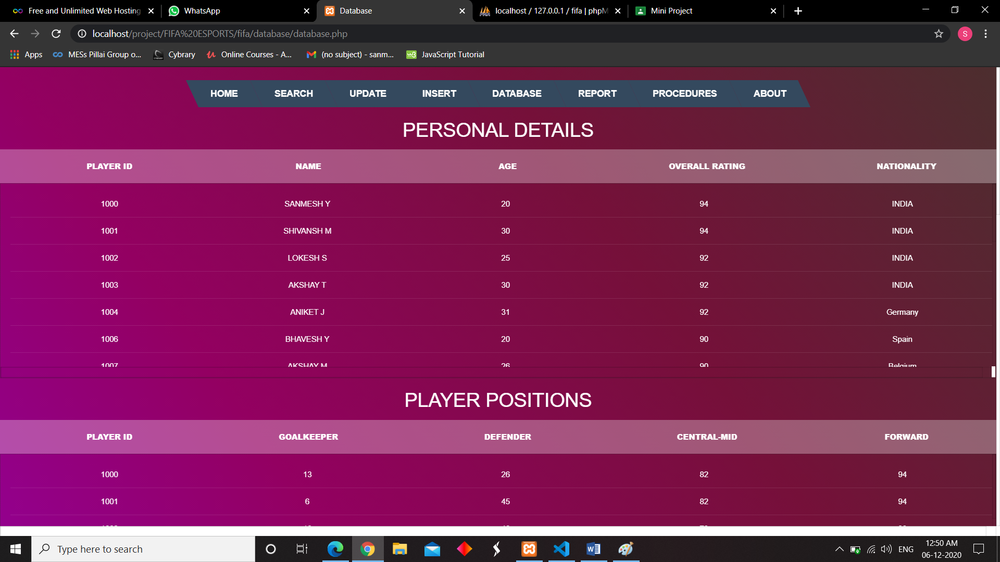 Free and Unlimited Web Hosting
WhatsApp
Database
localhost / 127.0.0.1 / fifa | phpM
Mini Project
localhost/project/FIFA%20ESPORTS/fifa/database/database.php
S
Apps
MESs Pillai Group o...
Cybrary
Online Courses - A...
(no subject) - sanm...
JavaScript Tutorial
HOME SEARCH UPDATE INSERT DATABASE REPORT PROCEDURES ABOUT
PERSONAL DETAILS
PLAYER ID NAME AGE OVERALL RATING NATIONALITY
1000 SANMESH Y 20 94 INDIA
1001 SHIVANSH M 30 94 INDIA
1002 LOKESH S 25 92 INDIA
1003 AKSHAY T 30 92 INDIA
1004 ANIKET J 31 92 Germany
1006 BHAVESH Y 20 90 Spain
1007 AKSHAY M 26 90 Belgium
PLAYER POSITIONS
PLAYER ID GOALKEEPER DEFENDER CENTRAL-MID FORWARD
1000 13 26 82 94
1001 6 45 82 94
Type here to search
ENG
12:50 AM
06-12-2020